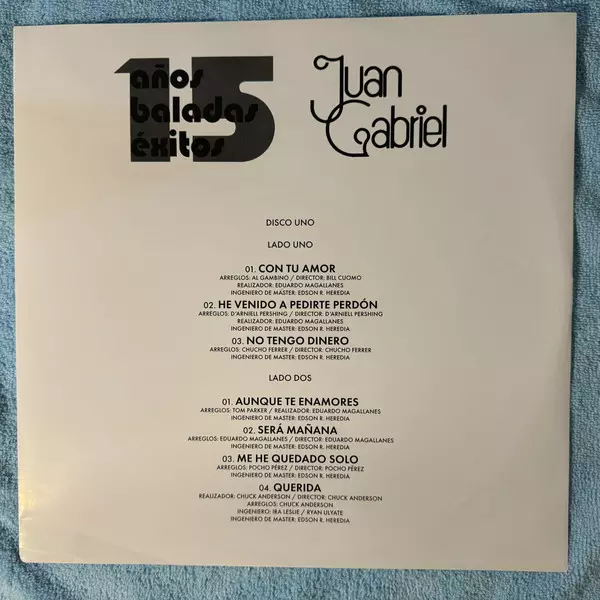 15
años
baladas
éxitos
Juan
Gabriel
DISCO UNO
LADO UNO
01. CON TU AMOR
ARREGLOS: AL GAMBINO / DIRECTOR: BILL CUOMO
REALIZADOR: EDUARDO MAGALLANES
INGENIERO DE MÁSTER: EDSON R. HEREDIA
02. HE VENIDO A PEDIRTE PERDÓN
ARREGLOS: D'ARNIELL PERSHING / DIRECTOR: D'ARNIELL PERSHING
REALIZADOR: EDUARDO MAGALLANES
INGENIERO DE MÁSTER: EDSON R. HEREDIA
03. NO TENGO DINERO
ARREGLOS: CHUCHO FERRER / DIRECTOR: CHUCHO FERRER
INGENIERO DE MÁSTER: EDSON R. HEREDIA
LADO DOS
01. AUNQUE TE ENAMORES
ARREGLOS: TOM PARKER / REALIZADOR: EDUARDO MAGALLANES
INGENIERO DE MÁSTER: EDSON R. HEREDIA
02. SERÁ MAÑANA
ARREGLOS: EDUARDO MAGALLANES / DIRECTOR: EDUARDO MAGALLANES
INGENIERO DE MASTER: EDSON R. HEREDIA
03. ME HE QUEDADO SOLO
ARREGLOS: POCHO PÉREZ / DIRECTOR: POCHO PÉREZ
INGENIERO DE MASTER: EDSON R. HEREDIA
04. QUERIDA
REALIZADOR: CHUCK ANDERSON / DIRECTOR: CHUCK ANDERSON
ARREGLOS: CHUCK ANDERSON
INGENIERO: IRA LESLIE / RYAN ULYATE
INGENIERO DE MASTER: EDSON R. HEREDIA